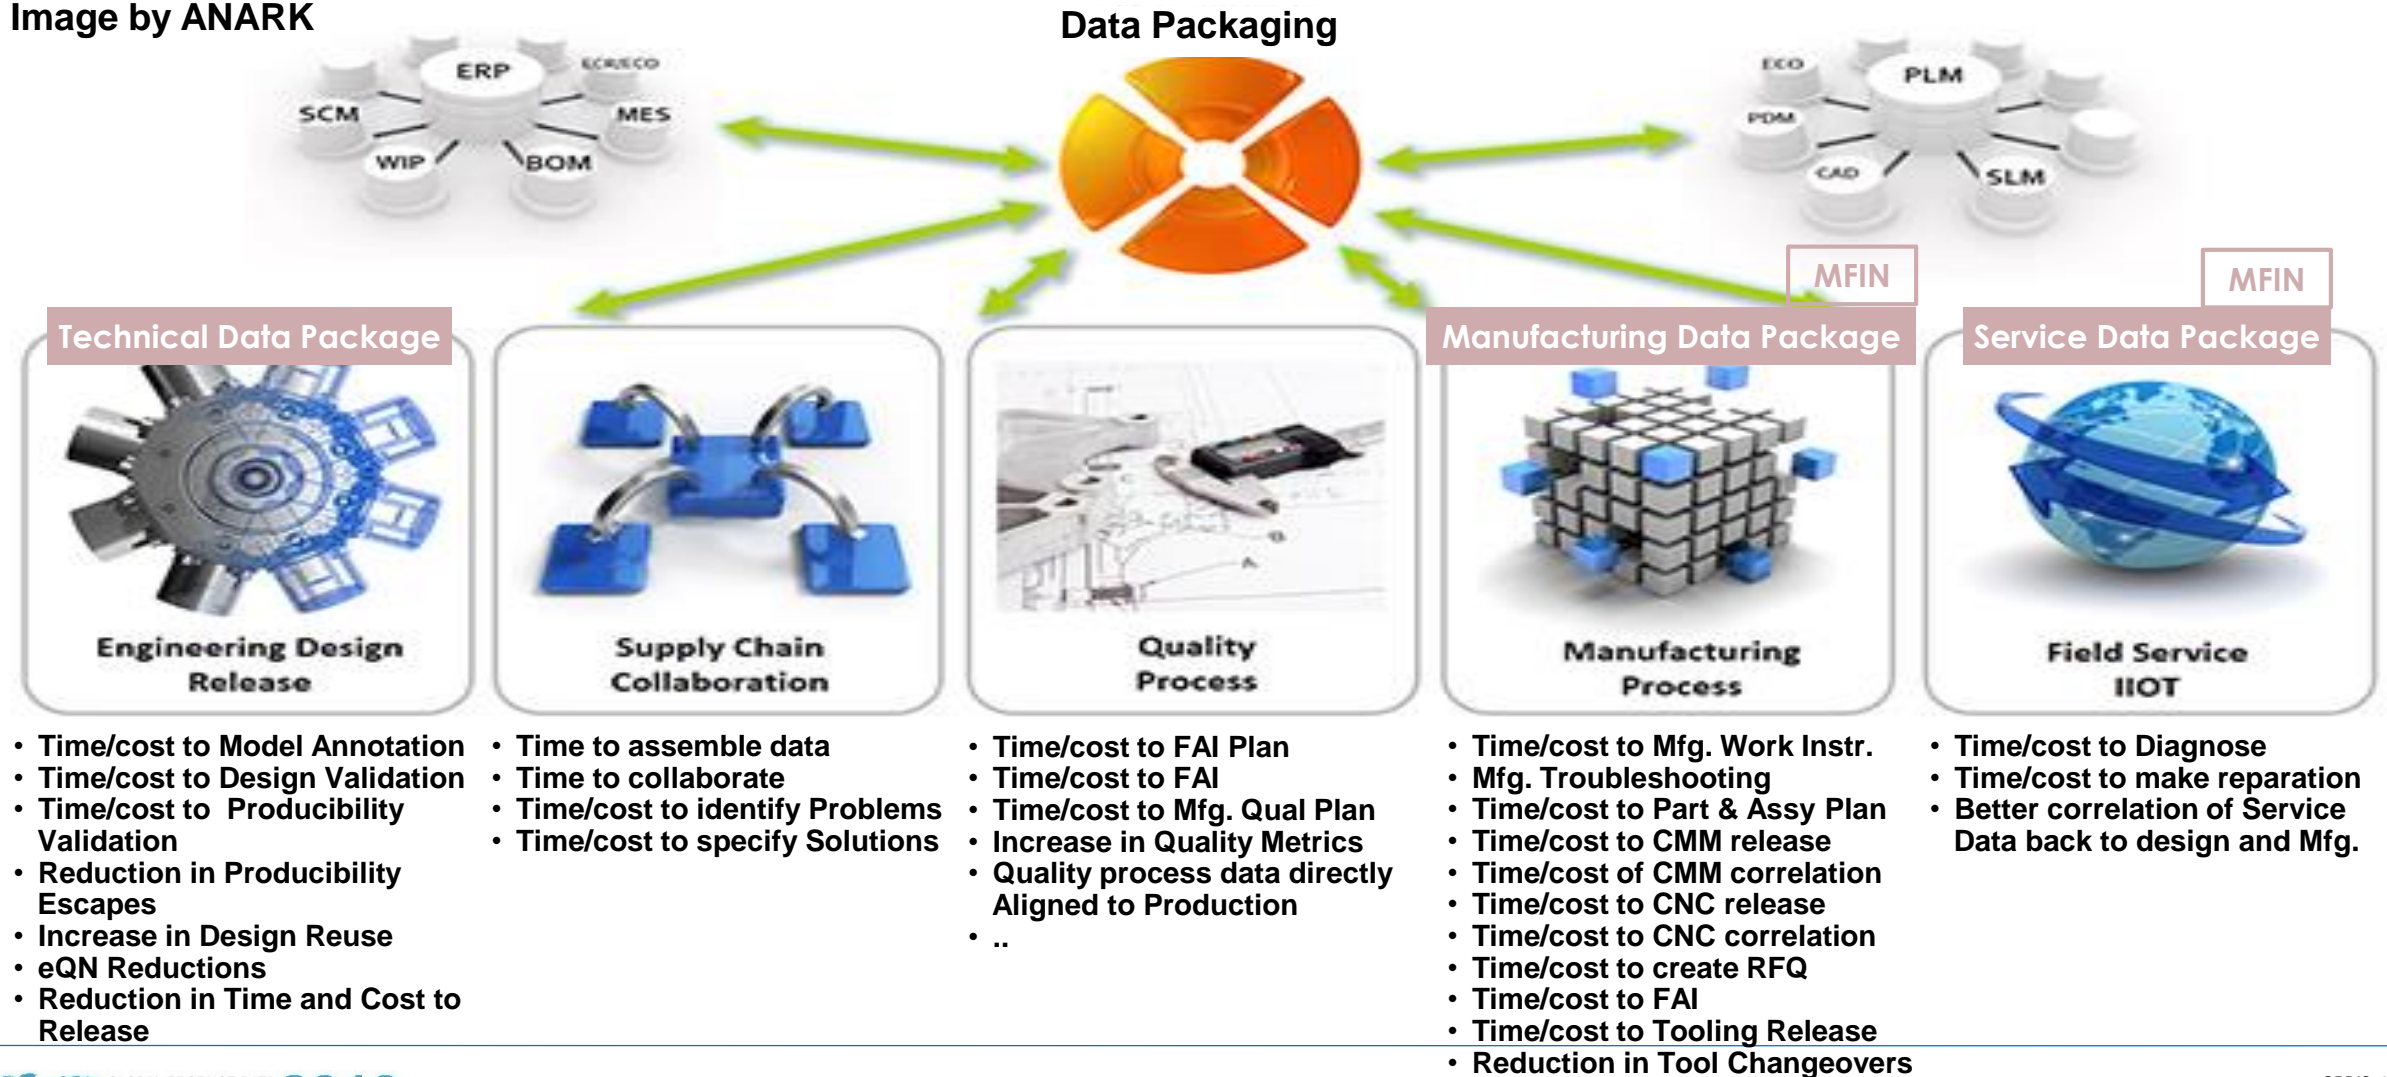 Image by ANARK
Data Packaging
ERP
ECR/ECO
SCM
MES
WIP
BOM
ECO
PLM
PDM
CAD
SLM
MFIN
MFIN
Technical Data Package
Manufacturing Data Package
Service Data Package
B
A
Engineering Design
Release
Supply Chain
Collaboration
Quality
Process
Manufacturing
Process
Field Service
IIOT
• Time/cost to Model Annotation
• Time/cost to Design Validation
• Time/cost to Producibility
Validation
• Reduction in Producibility
Escapes
• Increase in Design Reuse
• eQN Reductions
• Reduction in Time and Cost to
Release
• Time to assemble data
• Time to collaborate
• Time/cost to identify Problems
• Time/cost to specify Solutions
• Time/cost to FAI Plan
• Time/cost to FAI
• Time/cost to Mfg. Qual Plan
• Increase in Quality Metrics
• Quality process data directly
Aligned to Production
• ..
• Time/cost to Mfg. Work Instr.
• Mfg. Troubleshooting
• Time/cost to Part & Assy Plan
• Time/cost to CMM release
• Time/cost of CMM correlation
• Time/cost to CNC release
• Time/cost to CNC correlation
• Time/cost to create RFQ
• Time/cost to FAI
• Time/cost to Tooling Release
• Reduction in Tool Changeovers
• Time/cost to Diagnose
• Time/cost to make reparation
• Better correlation of Service
Data back to design and Mfg.